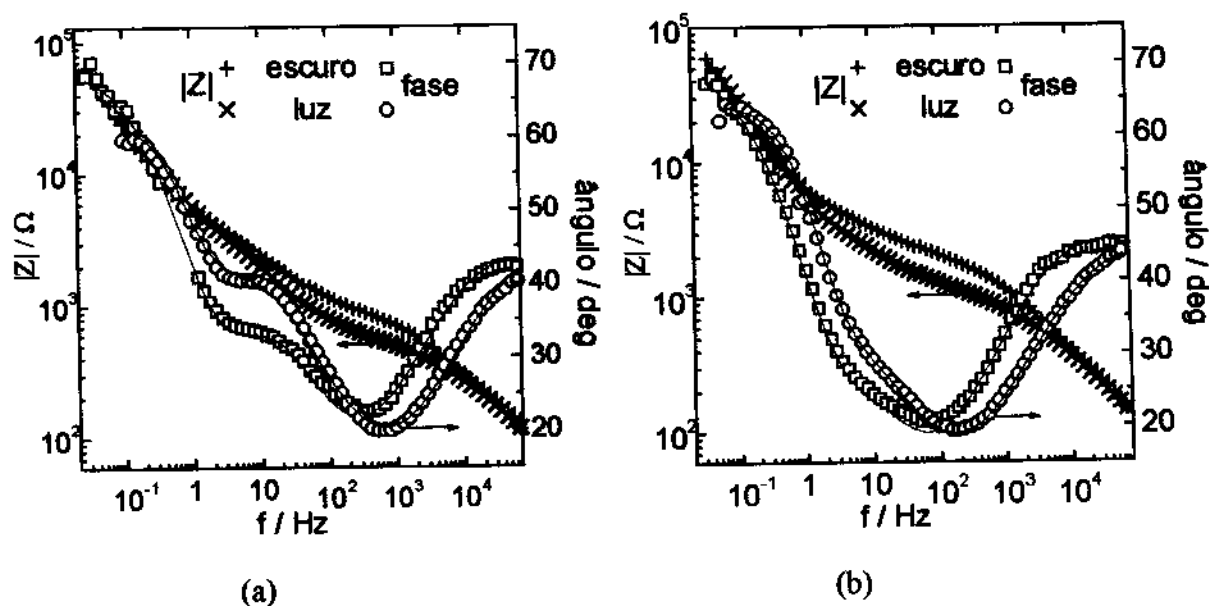 10⁵
10⁴
10³
10²
|Z| / Ω
|Z| + escuro □ fase
× luz ○
70
60
50
40
30
20
ângulo / deg
10⁻¹ 1 10 10² 10³ 10⁴
f / Hz
(a)
10⁵
10⁴
10³
10²
|Z| / Ω
|Z| + escuro □ fase
× luz ○
70
60
50
40
30
20
ângulo / deg
10⁻¹ 1 10 10² 10³ 10⁴
f / Hz
(b)